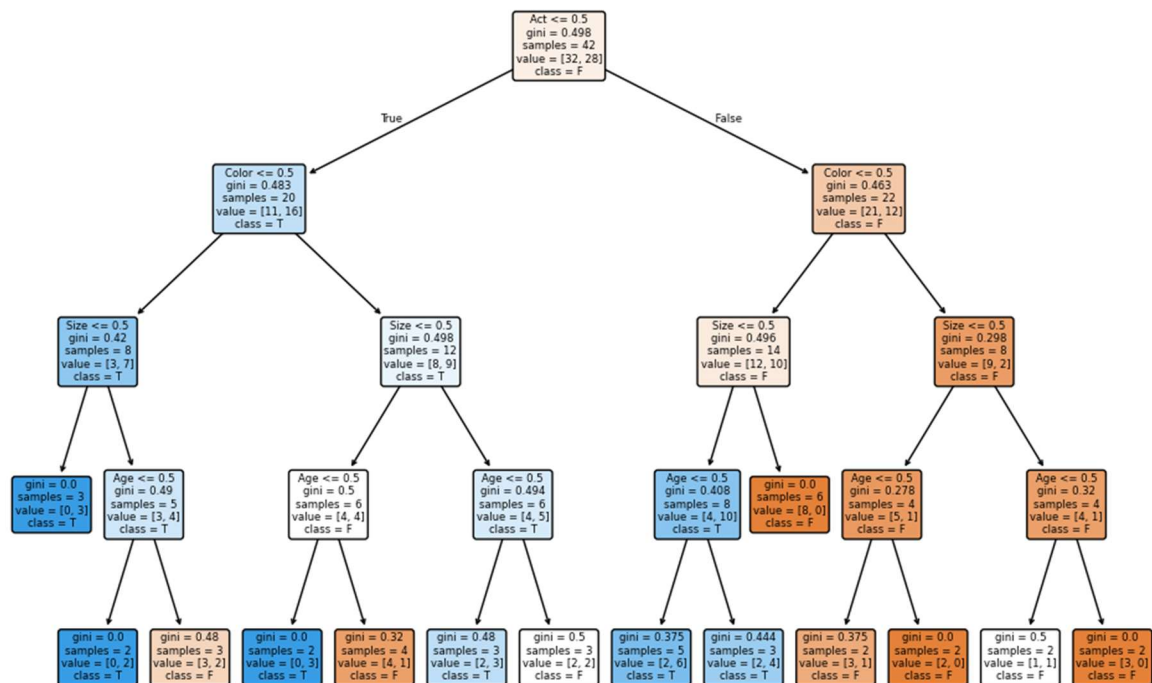 Act <= 0.5
gini = 0.498
samples = 42
value = [32, 28]
class = F
True
False
Color <= 0.5
gini = 0.483
samples = 20
value = [11, 16]
class = T
Color <= 0.5
gini = 0.463
samples = 22
value = [21, 12]
class = F
Size <= 0.5
gini = 0.42
samples = 8
value = [3, 7]
class = T
Size <= 0.5
gini = 0.498
samples = 12
value = [8, 9]
class = T
Size <= 0.5
gini = 0.496
samples = 14
value = [12, 10]
class = F
Size <= 0.5
gini = 0.298
samples = 8
value = [9, 2]
class = F
gini = 0.0
samples = 3
value = [0, 3]
class = T
Age <= 0.5
gini = 0.49
samples = 5
value = [3, 4]
class = T
Age <= 0.5
gini = 0.5
samples = 6
value = [4, 4]
class = F
Age <= 0.5
gini = 0.494
samples = 6
value = [4, 5]
class = T
Age <= 0.5
gini = 0.408
samples = 8
value = [4, 10]
class = T
gini = 0.0
samples = 6
value = [8, 0]
class = F
Age <= 0.5
gini = 0.278
samples = 4
value = [5, 1]
class = F
Age <= 0.5
gini = 0.32
samples = 4
value = [4, 1]
class = F
gini = 0.0
samples = 2
value = [0, 2]
class = T
gini = 0.48
samples = 3
value = [3, 2]
class = F
gini = 0.0
samples = 2
value = [0, 3]
class = T
gini = 0.32
samples = 4
value = [4, 1]
class = F
gini = 0.48
samples = 3
value = [2, 3]
class = T
gini = 0.5
samples = 3
value = [2, 2]
class = F
gini = 0.375
samples = 5
value = [2, 6]
class = T
gini = 0.444
samples = 3
value = [2, 4]
class = T
gini = 0.375
samples = 2
value = [3, 1]
class = F
gini = 0.0
samples = 2
value = [2, 0]
class = F
gini = 0.5
samples = 2
value = [1, 1]
class = F
gini = 0.0
samples = 2
value = [3, 0]
class = F